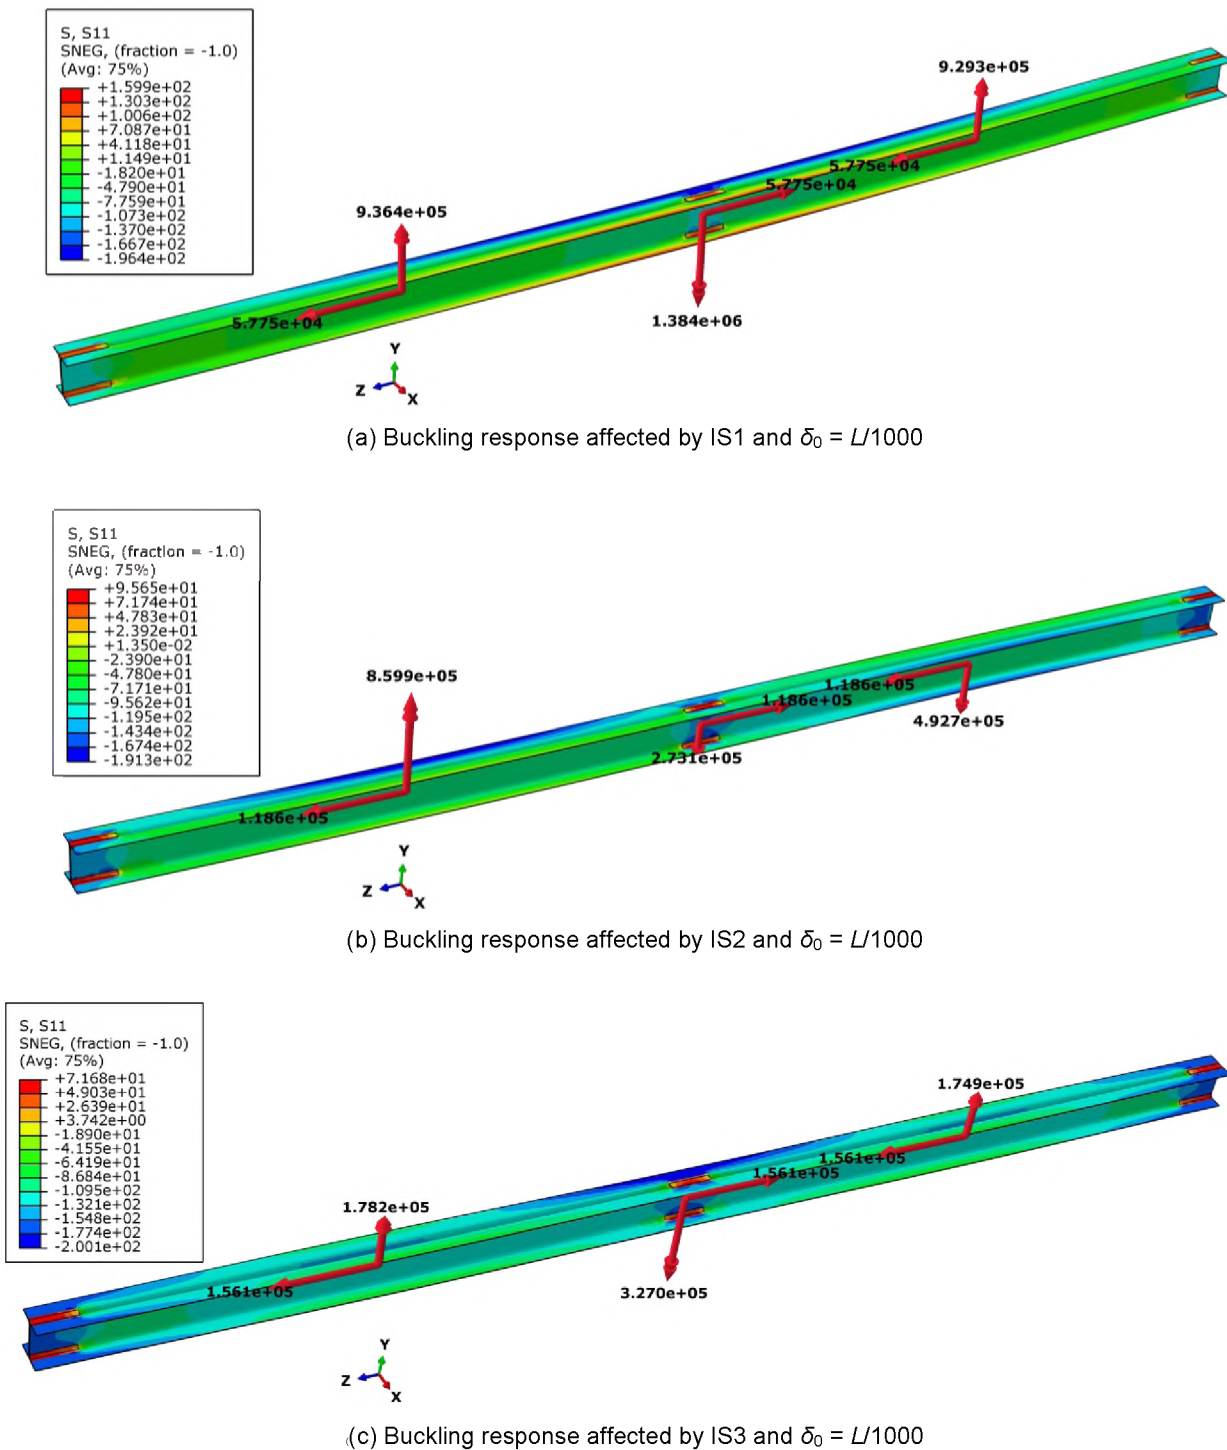 S, S11
SNEG, (fraction = -1.0)
(Avg: 75%)
+1.599e+02
+1.303e+02
+1.006e+02
+7.087e+01
+4.118e+01
+1.149e+01
-1.820e+01
-4.790e+01
-7.759e+01
-1.073e+02
-1.370e+02
-1.667e+02
-1.964e+02
9.293e+05
5.775e+04
5.775e+04
9.364e+05
5.775e+04
1.384e+06
Y
Z
X
(a) Buckling response affected by IS1 and δ0 = L/1000
S, S11
SNEG, (fraction = -1.0)
(Avg: 75%)
+9.565e+01
+7.174e+01
+4.783e+01
+2.392e+01
+1.350e-02
-2.390e+01
-4.780e+01
-7.171e+01
-9.562e+01
-1.195e+02
-1.434e+02
-1.674e+02
-1.913e+02
8.599e+05
1.186e+05
1.186e+05
4.927e+05
2.731e+05
1.186e+05
Y
Z
X
(b) Buckling response affected by IS2 and δ0 = L/1000
S, S11
SNEG, (fraction = -1.0)
(Avg: 75%)
+7.168e+01
+4.903e+01
+2.639e+01
+3.742e+00
-1.890e+01
-4.155e+01
-6.419e+01
-8.684e+01
-1.095e+02
-1.321e+02
-1.548e+02
-1.774e+02
-2.001e+02
1.749e+05
1.561e+05
1.561e+05
1.782e+05
1.561e+05
3.270e+05
Y
Z
X
(c) Buckling response affected by IS3 and δ0 = L/1000